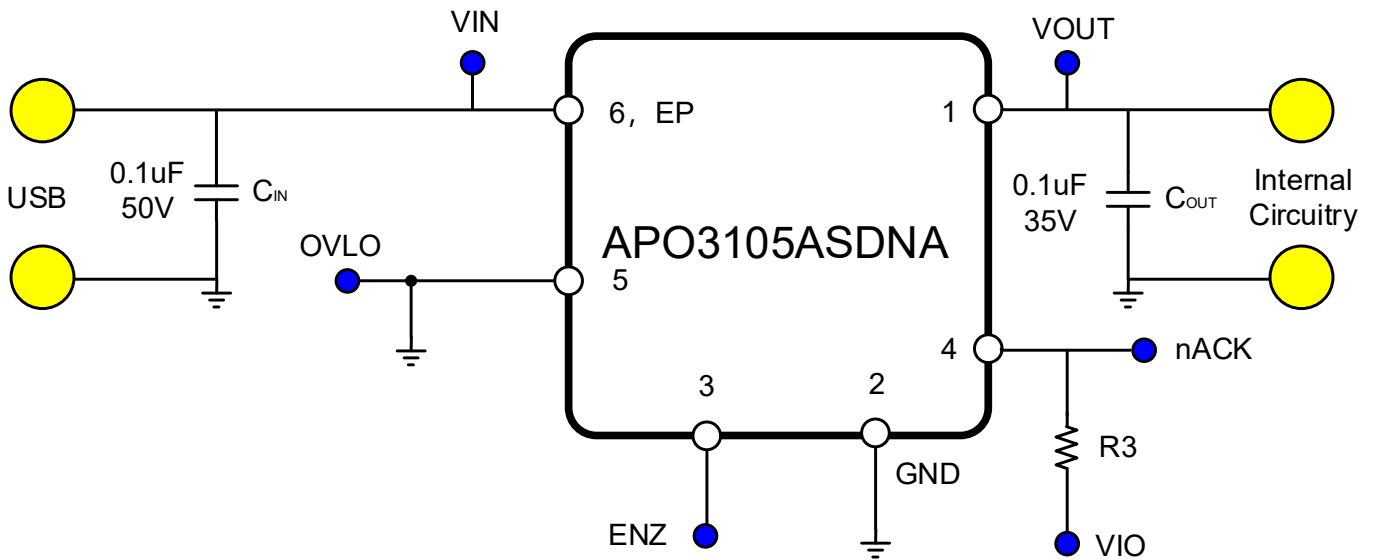 VIN
VOUT
6, EP
1
USB
0.1uF
50V
CIN
0.1uF
35V
COUT
Internal
Circuitry
OVLO
APO3105ASDNA
5
4
nACK
3
2
R3
GND
ENZ
VIO